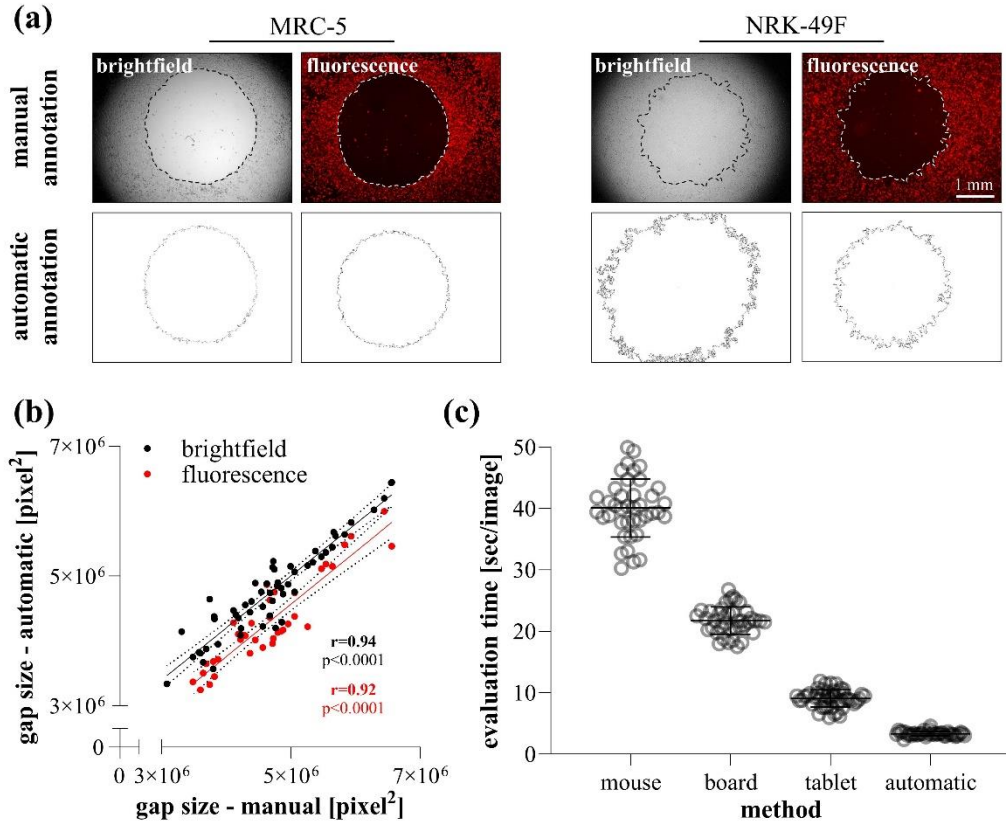 (a)
MRC-5
NRK-49F
manual
annotation
brightfield
fluorescence
brightfield
fluorescence
1 mm
automatic
annotation
(b)
gap size - automatic [pixel²]
7×10⁶
5×10⁶
3×10⁶
0
brightfield
fluorescence
r=0.94
p<0.0001
r=0.92
p<0.0001
0 3×10⁶ 5×10⁶ 7×10⁶
gap size - manual [pixel²]
(c)
evaluation time [sec/image]
50
40
30
20
10
0
mouse board tablet automatic
method